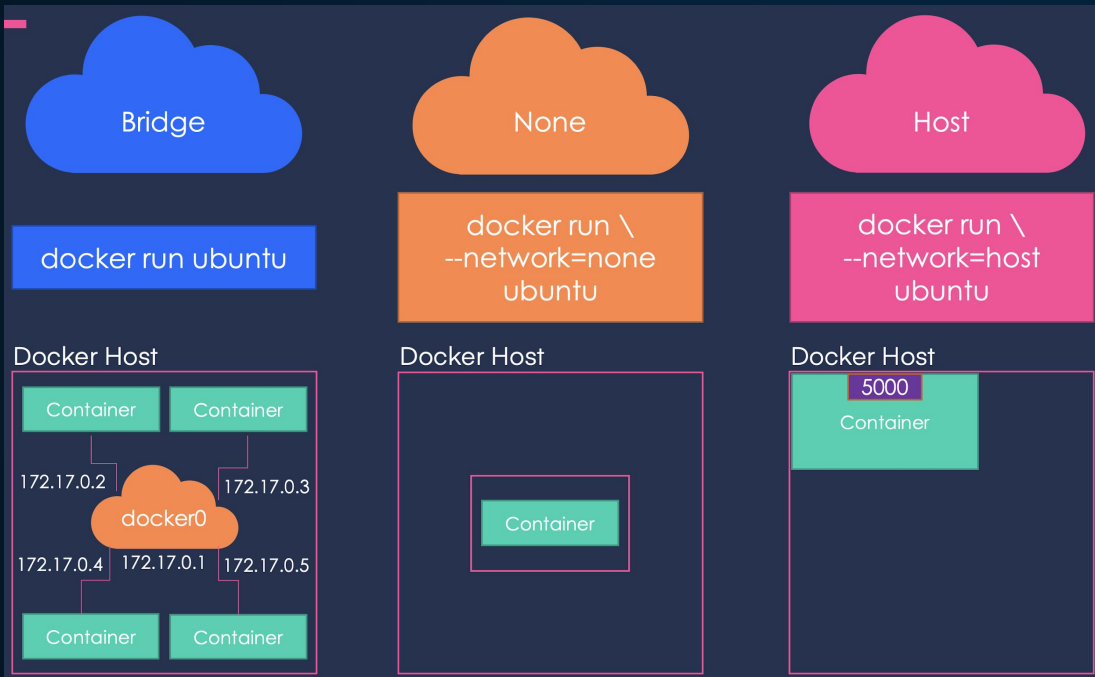 Bridge
None
Host
docker run ubuntu
docker run \
--network=none
ubuntu
docker run \
--network=host
ubuntu
Docker Host
Container
Container
172.17.0.2
172.17.0.3
docker0
172.17.0.4
172.17.0.1
172.17.0.5
Container
Container
Docker Host
Container
Docker Host
5000
Container